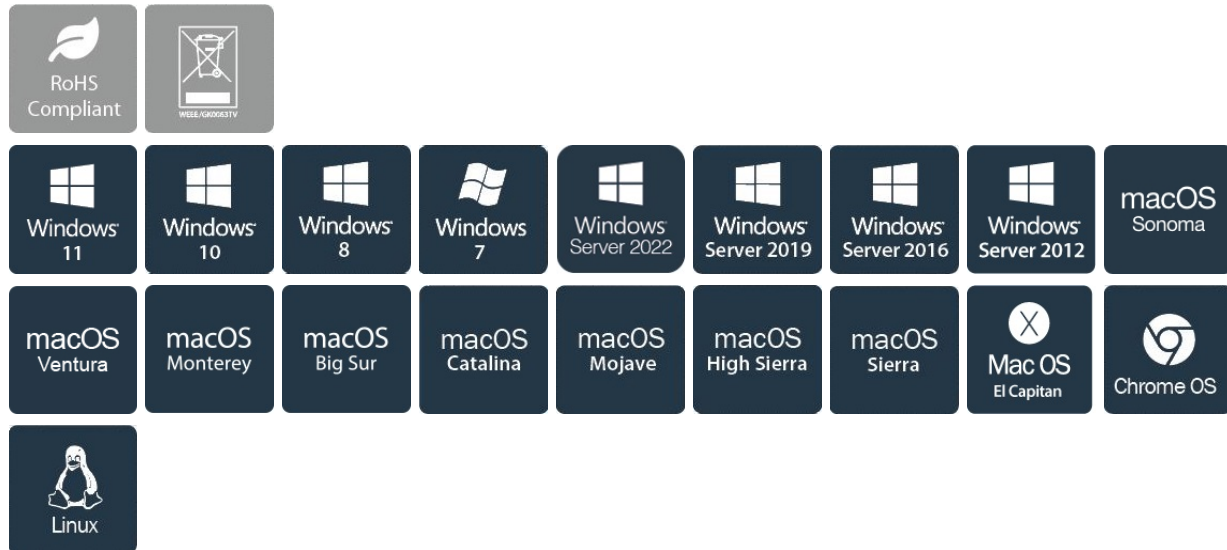 RoHS
Compliant
WEEE/GK0083TV
Windows
11
Windows
10
Windows
8
Windows
7
Windows
Server 2022
Windows
Server 2019
Windows
Server 2016
Windows
Server 2012
macOS
Sonoma
macOS
Ventura
macOS
Monterey
macOS
Big Sur
macOS
Catalina
macOS
Mojave
macOS
High Sierra
macOS
Sierra
X
Mac OS
El Capitan
Chrome OS
Linux